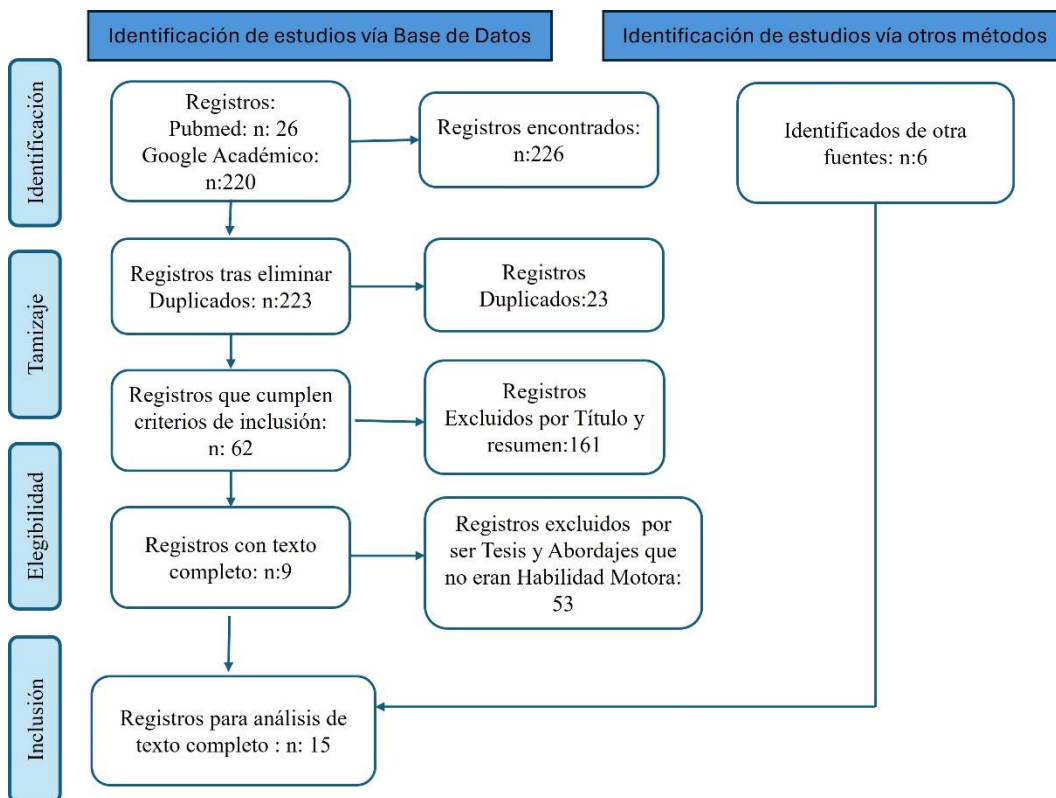 Identificación de estudios vía Base de Datos
Identificación de estudios vía otros métodos
Identificación
Registros:
Pubmed: n: 26
Google Académico:
n:220
Registros encontrados:
n:226
Identificados de otra
fuentes: n:6
Tamizaje
Registros tras eliminar
Duplicados: n:223
Registros
Duplicados:23
Registros que cumplen
criterios de inclusión:
n: 62
Registros
Excluidos por Título y
resumen:161
Elegibilidad
Registros con texto
completo: n:9
Registros excluidos por
ser Tesis y Abordajes que
no eran Habilidad Motora:
53
Inclusión
Registros para análisis de
texto completo : n: 15